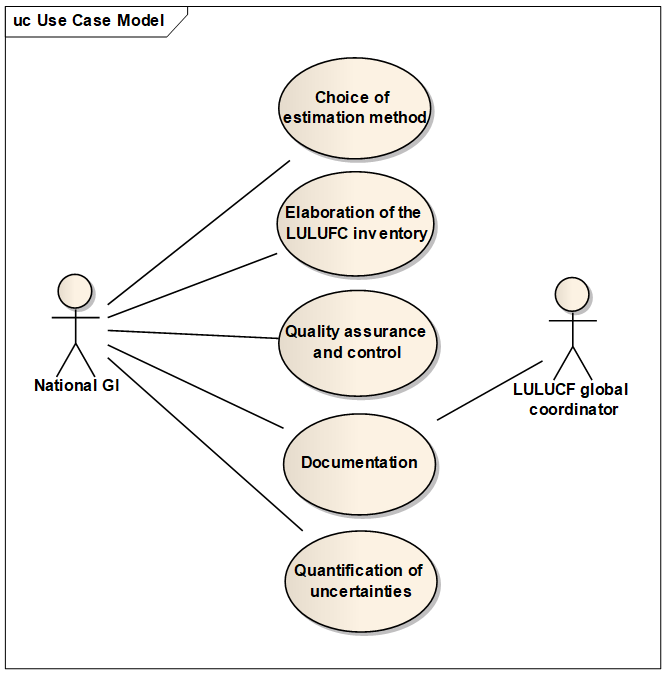 uc Use Case Model
Choice of
estimation method
Elaboration of the
LULUFC inventory
Quality assurance
and control
National GI
LULUCF global
coordinator
Documentation
Quantification of
uncertainties